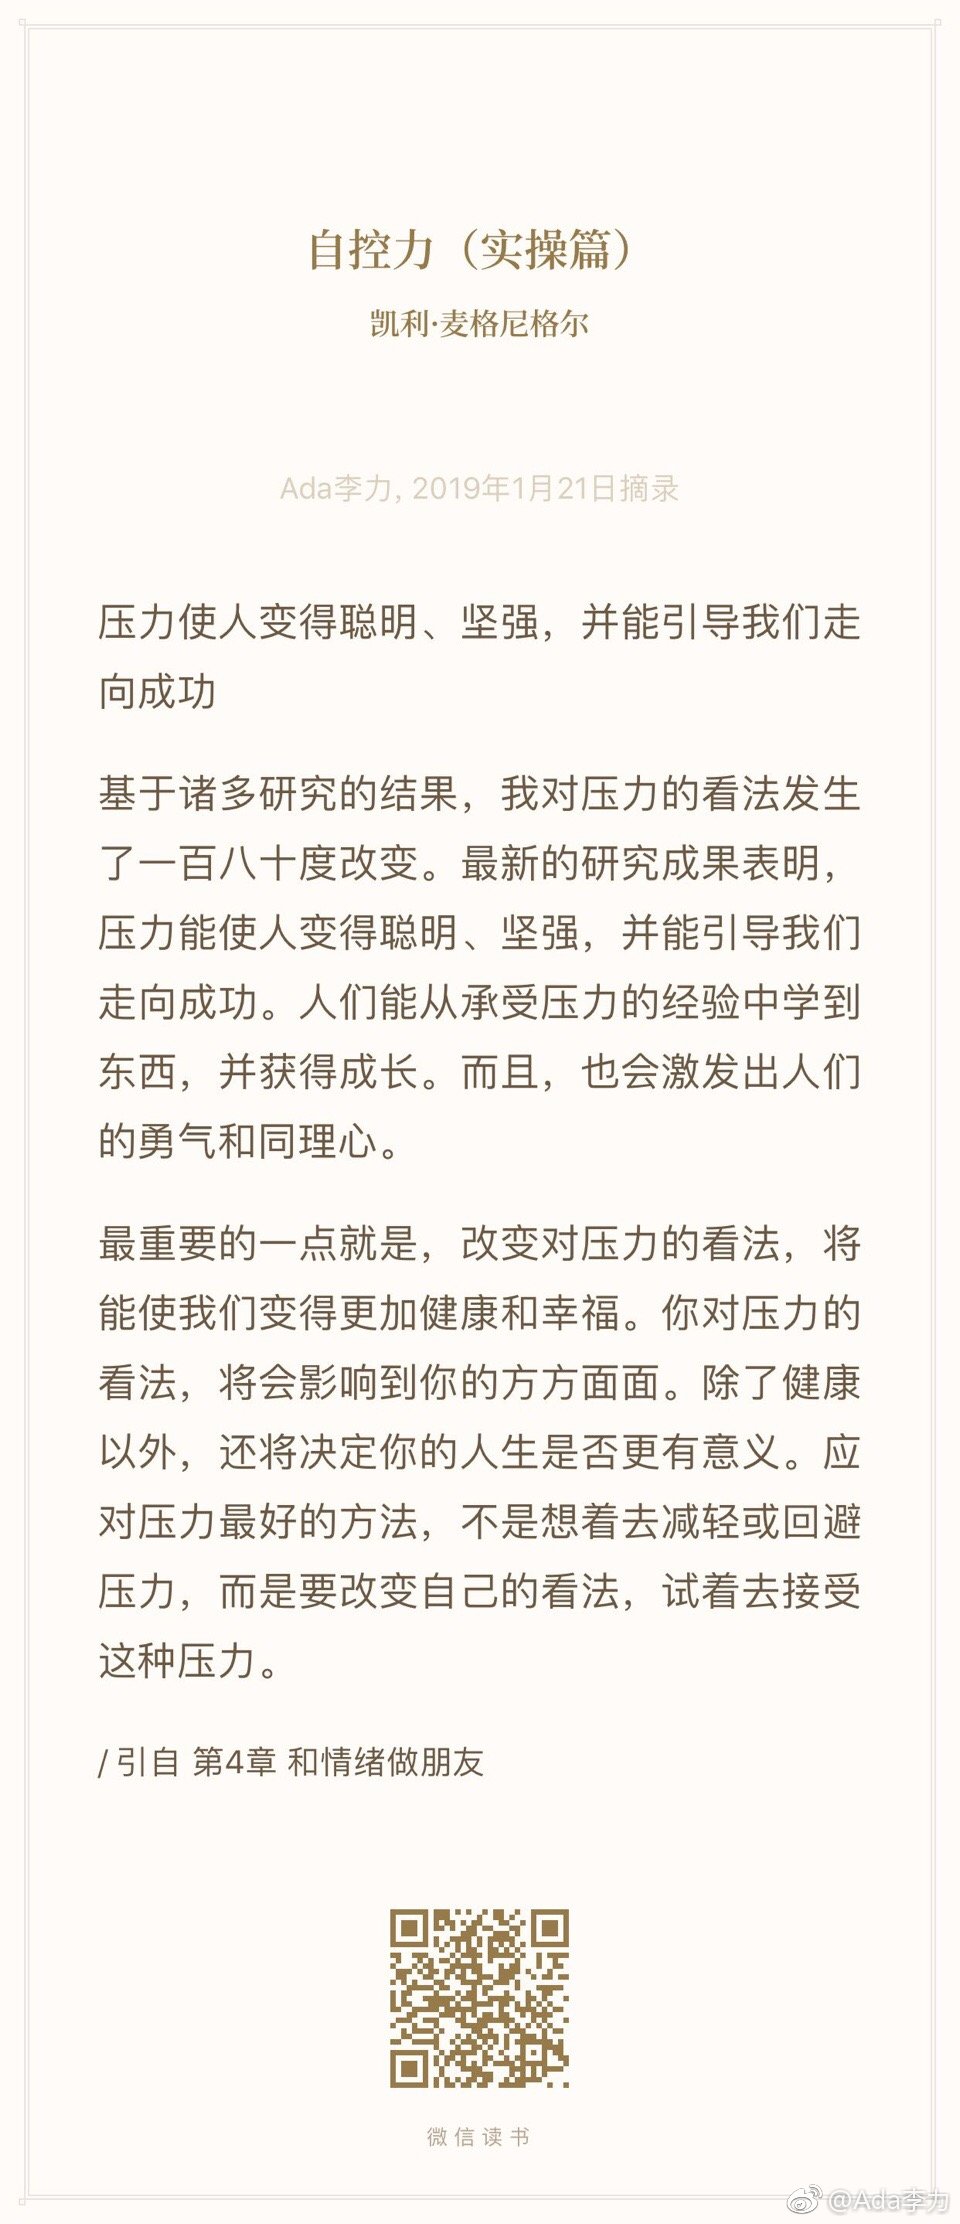 自控力（实操篇）
凯利·麦格尼格尔
Ada李力, 2019年1月21日摘录
压力使人变得聪明、坚强，并能引导我们走
向成功
基于诸多研究的结果，我对压力的看法发生
了一百八十度改变。最新的研究成果表明，
压力能使人变得聪明、坚强，并能引导我们
走向成功。人们能从承受压力的经验中学到
东西，并获得成长。而且，也会激发出人们
的勇气和同理心。
最重要的一点就是，改变对压力的看法，将
能使我们变得更加健康和幸福。你对压力的
看法，将会影响到你的方方面面。除了健康
以外，还将决定你的人生是否更有意义。应
对压力最好的方法，不是想着去减轻或回避
压力，而是要改变自己的看法，试着去接受
这种压力。
/ 引自 第4章 和情绪做朋友
微信读书
@Ada李力